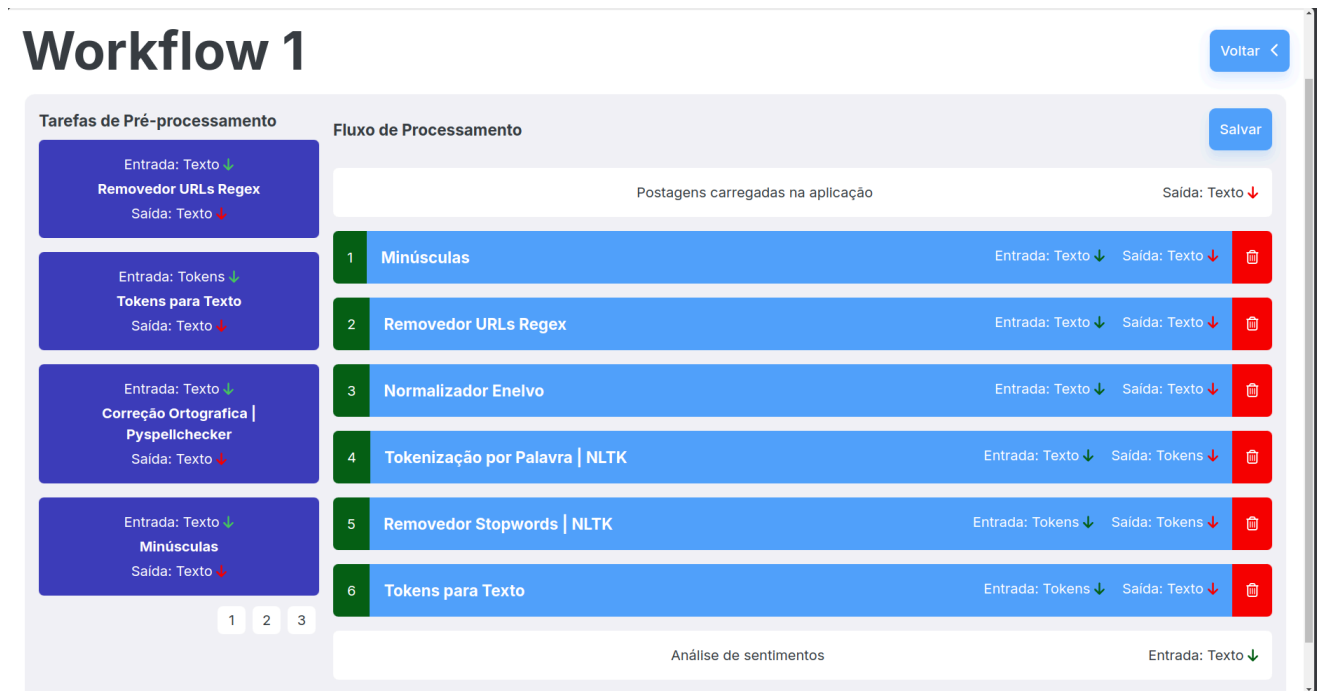 Workflow 1
Voltar
Tarefas de Pré-processamento
Entrada: Texto
Removedor URLs Regex
Saída: Texto
Entrada: Tokens
Tokens para Texto
Saída: Texto
Entrada: Texto
Correção Ortografica |
Pyspellchecker
Saída: Texto
Entrada: Texto
Minúsculas
Saída: Texto
1 2 3
Fluxo de Processamento
Salvar
Postagens carregadas na aplicação Saída: Texto
1 Minúsculas Entrada: Texto Saída: Texto
2 Removedor URLs Regex Entrada: Texto Saída: Texto
3 Normalizador Enelvo Entrada: Texto Saída: Texto
4 Tokenização por Palavra | NLTK Entrada: Texto Saída: Tokens
5 Removedor Stopwords | NLTK Entrada: Tokens Saída: Tokens
6 Tokens para Texto Entrada: Tokens Saída: Texto
Análise de sentimentos Entrada: Texto